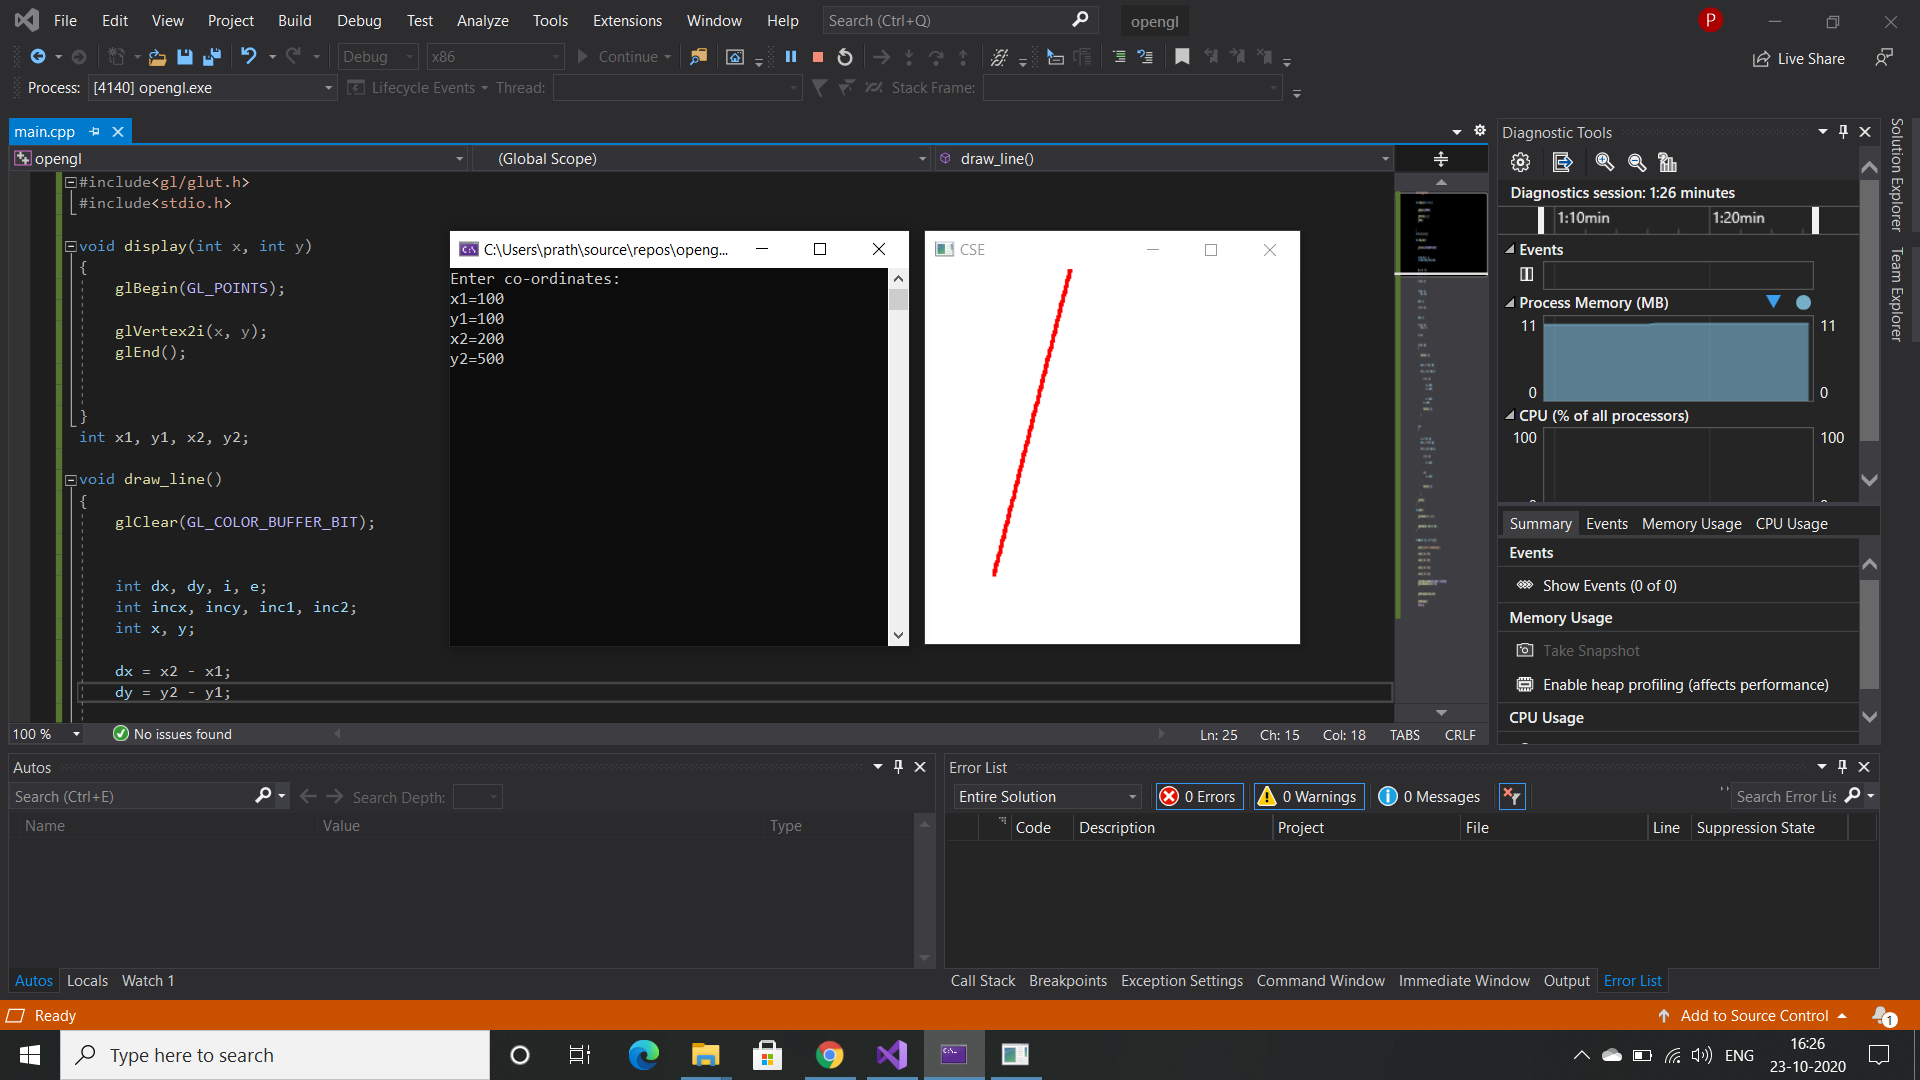 File Edit View Project Build Debug Test Analyze Tools Extensions Window Help Search (Ctrl+Q) opengl P
Debug x86 Continue Live Share
Process: [4140] opengl.exe Lifecycle Events Thread: Stack Frame:
main.cpp
opengl (Global Scope) draw_line()
#include<gl/glut.h>
#include<stdio.h>
void display(int x, int y)
{
glBegin(GL_POINTS);
glVertex2i(x, y);
glEnd();
}
int x1, y1, x2, y2;
void draw_line()
{
glClear(GL_COLOR_BUFFER_BIT);
int dx, dy, i, e;
int incx, incy, inc1, inc2;
int x, y;
dx = x2 - x1;
dy = y2 - y1;
100 % No issues found Ln: 25 Ch: 15 Col: 18 TABS CRLF
C:\Users\prath\source\repos\openg...
Enter co-ordinates:
x1=100
y1=100
x2=200
y2=500
CSE
Diagnostic Tools
Diagnostics session: 1:26 minutes
1:10min 1:20min
Events
Process Memory (MB)
11 11
0 0
CPU (% of all processors)
100 100
Summary Events Memory Usage CPU Usage
Events
Show Events (0 of 0)
Memory Usage
Take Snapshot
Enable heap profiling (affects performance)
CPU Usage
Solution Explorer
Team Explorer
Autos
Search (Ctrl+E) Search Depth:
Name Value Type
Autos Locals Watch 1
Error List
Entire Solution 0 Errors 0 Warnings 0 Messages Search Error Lis
Code Description Project File Line Suppression State
Call Stack Breakpoints Exception Settings Command Window Immediate Window Output Error List
Ready Add to Source Control 1
Type here to search ENG 16:26
23-10-2020